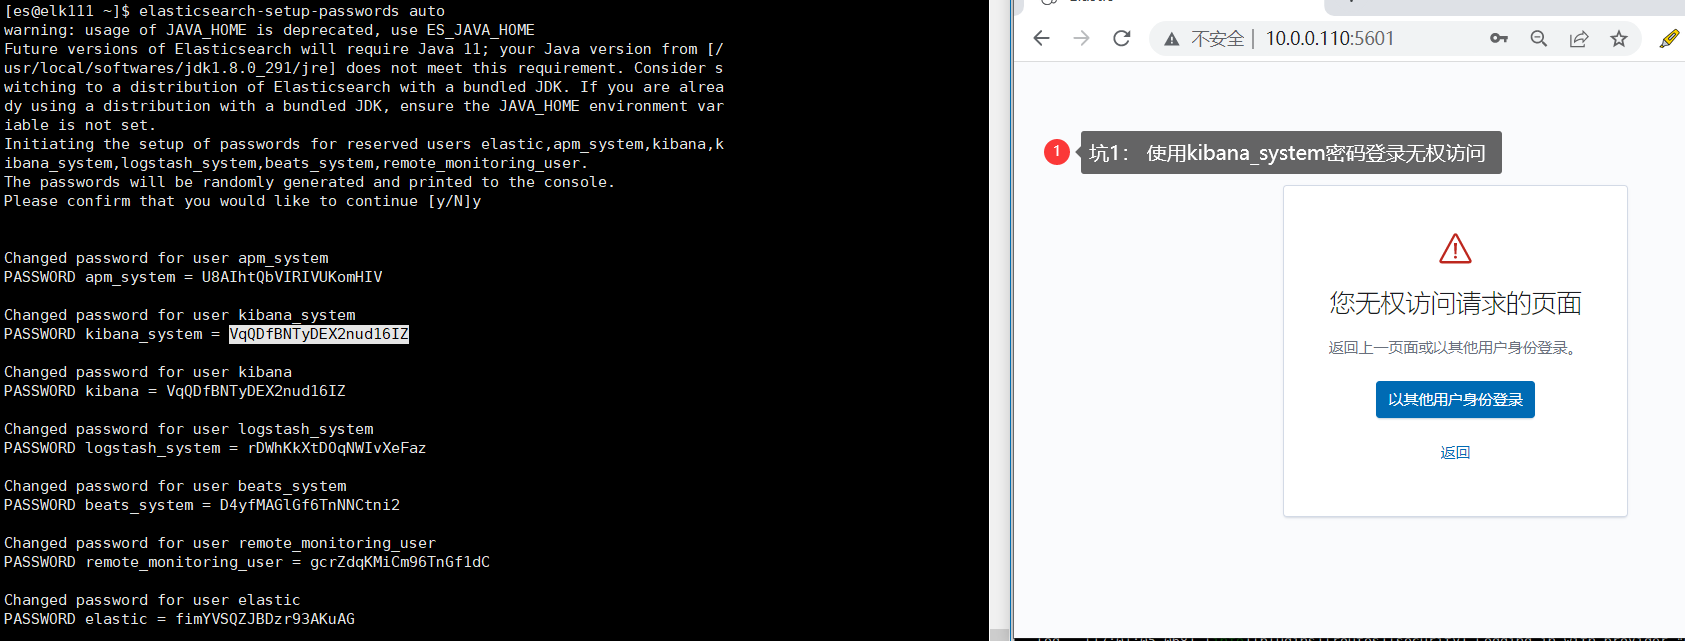 [es@elk111 ~]$ elasticsearch-setup-passwords auto
warning: usage of JAVA_HOME is deprecated, use ES_JAVA_HOME
Future versions of Elasticsearch will require Java 11; your Java version from [/
usr/local/softwares/jdk1.8.0_291/jre] does not meet this requirement. Consider s
witching to a distribution of Elasticsearch with a bundled JDK. If you are alrea
dy using a distribution with a bundled JDK, ensure the JAVA_HOME environment var
iable is not set.
Initiating the setup of passwords for reserved users elastic,apm_system,kibana,k
ibana_system,logstash_system,beats_system,remote_monitoring_user.
The passwords will be randomly generated and printed to the console.
Please confirm that you would like to continue [y/N]y
Changed password for user apm_system
PASSWORD apm_system = U8AIhtQbVIRIVUKomHIV
Changed password for user kibana_system
PASSWORD kibana_system = VqQDfBNTyDEX2nud16IZ
Changed password for user kibana
PASSWORD kibana = VqQDfBNTyDEX2nud16IZ
Changed password for user logstash_system
PASSWORD logstash_system = rDWhKkXtDOqNWIvXeFaz
Changed password for user beats_system
PASSWORD beats_system = D4yfMAGlGf6TnNNCtni2
Changed password for user remote_monitoring_user
PASSWORD remote_monitoring_user = gcrZdqKMiCm96TnGf1dC
Changed password for user elastic
PASSWORD elastic = fimYVSQZJBDzr93AKuAG
不安全 10.0.0.110:5601
1 坑1： 使用kibana_system密码登录无权访问
您无权访问请求的页面
返回上一页面或以其他用户身份登录。
以其他用户身份登录
返回